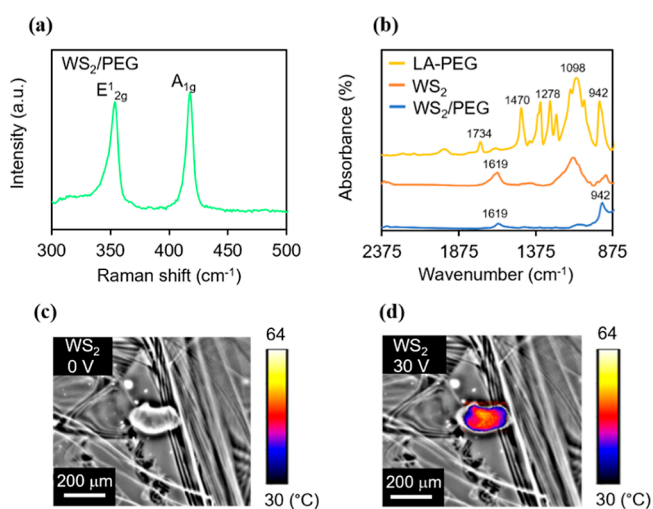 (a)
WS₂/PEG
E¹₂g
A₁g
Intensity (a.u.)
300 350 400 450 500
Raman shift (cm⁻¹)
(b)
LA-PEG
WS₂
WS₂/PEG
1098
1470 1278 942
1734
1619
942
1619
Absorbance (%)
2375 1875 1375 875
Wavenumber (cm⁻¹)
(c)
WS₂
0 V
200 μm
64
30 (°C)
(d)
WS₂
30 V
200 μm
64
30 (°C)